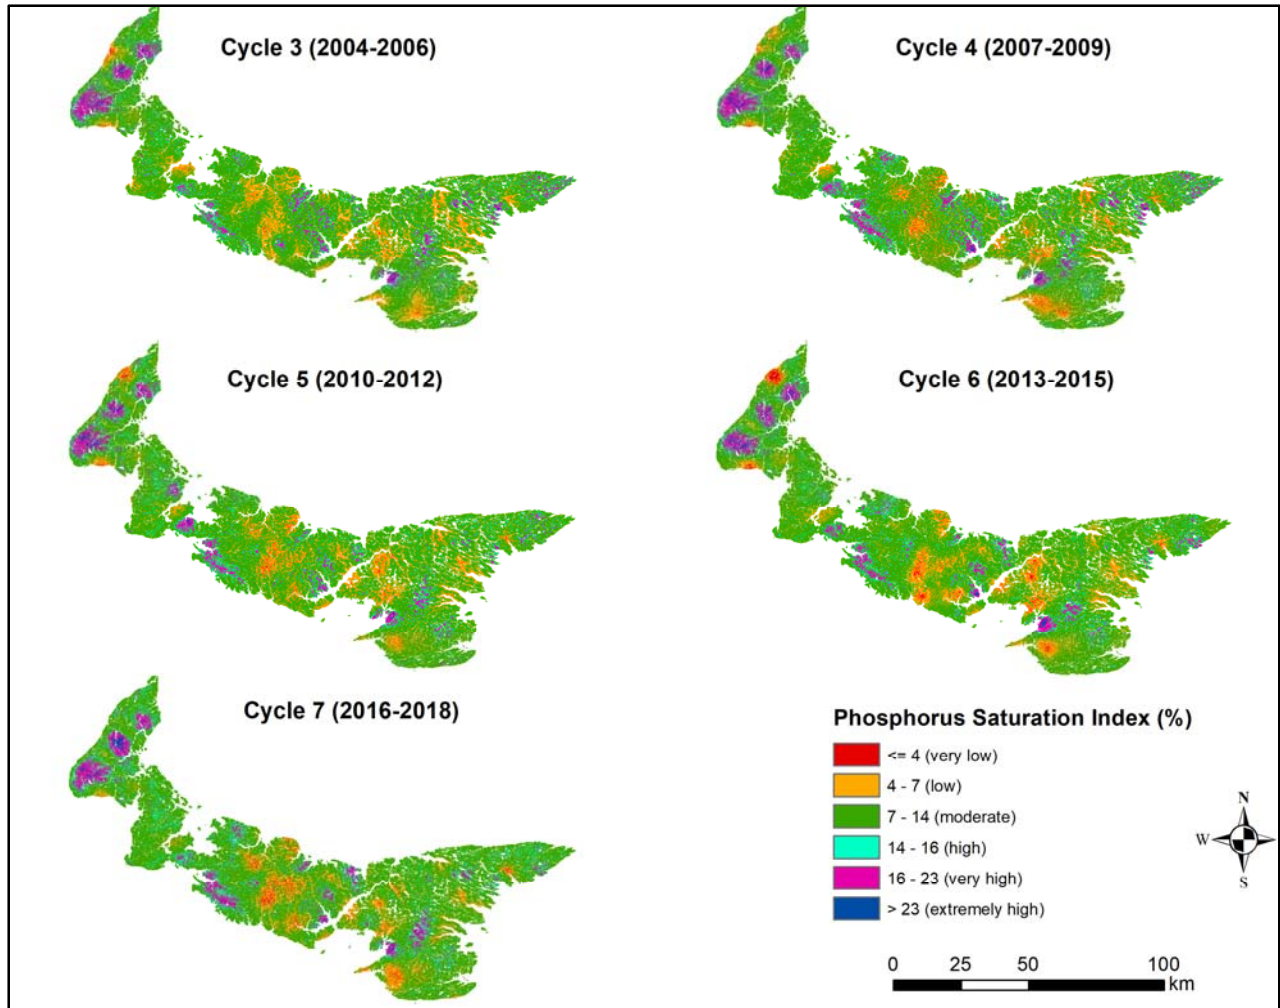 Cycle 3 (2004-2006)
Cycle 4 (2007-2009)
Cycle 5 (2010-2012)
Cycle 6 (2013-2015)
Cycle 7 (2016-2018)
Phosphorus Saturation Index (%)
<= 4 (very low)
4 - 7 (low)
7 - 14 (moderate)
14 - 16 (high)
16 - 23 (very high)
> 23 (extremely high)
N
W E
S
0 25 50 100
km